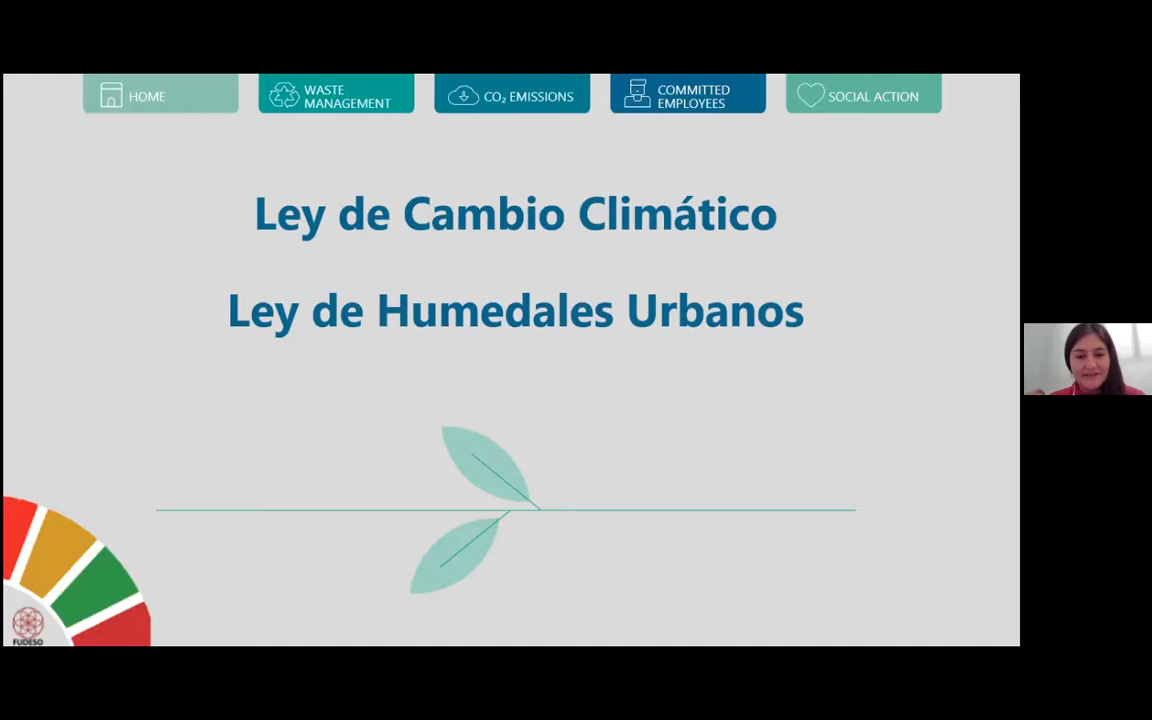 HOME
WASTE
MANAGEMENT
CO₂ EMISSIONS
COMMITTED
EMPLOYEES
SOCIAL ACTION
Ley de Cambio Climático
Ley de Humedales Urbanos
FUDESO